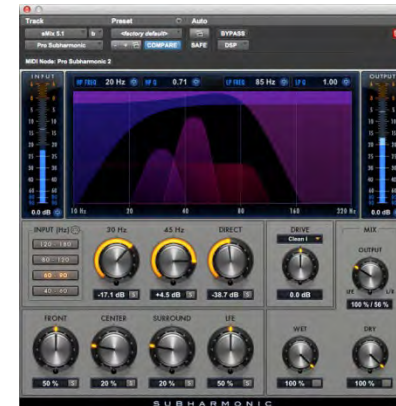 Track
Preset
Auto
eMix 5.1
b
<factory default>
BYPASS
Pro Subharmonic
- + COMPARE
SAFE
DSP
MIDI Node: Pro Subharmonic 2
INPUT
HP FREQ 20 Hz
HP Q 0.71
LP FREQ 85 Hz
LP Q 1.00
OUTPUT
10 Hz 20 40 80 160 320 Hz
0.0 dB
0.0 dB
INPUT (Hz)
30 Hz
45 Hz
DIRECT
DRIVE
MIX
120 - 180
80 - 120
60 - 90
40 - 60
Clean I
OUTPUT
-17.1 dB S
+4.5 dB S
-38.7 dB S
0.0 dB
LFE L/R
100 % / 56 %
FRONT
CENTER
SURROUND
LFE
WET
DRY
50 % S
20 % S
20 % S
50 % S
100 %
100 %
SUBHARMONIC